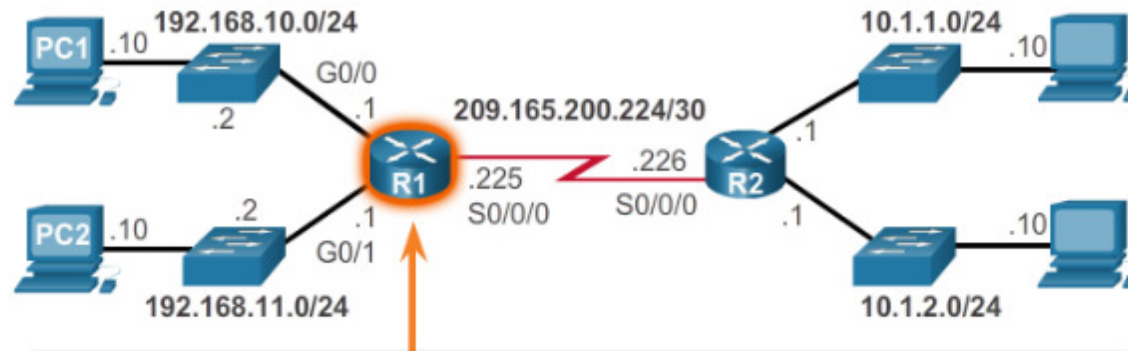 192.168.10.0/24
10.1.1.0/24
PC1
.10
.10
G0/0
.2
.1
209.165.200.224/30
.1
R1
.225
.226
R2
S0/0/0
S0/0/0
PC2
.10
.2
.1
G0/1
.1
.10
192.168.11.0/24
10.1.2.0/24